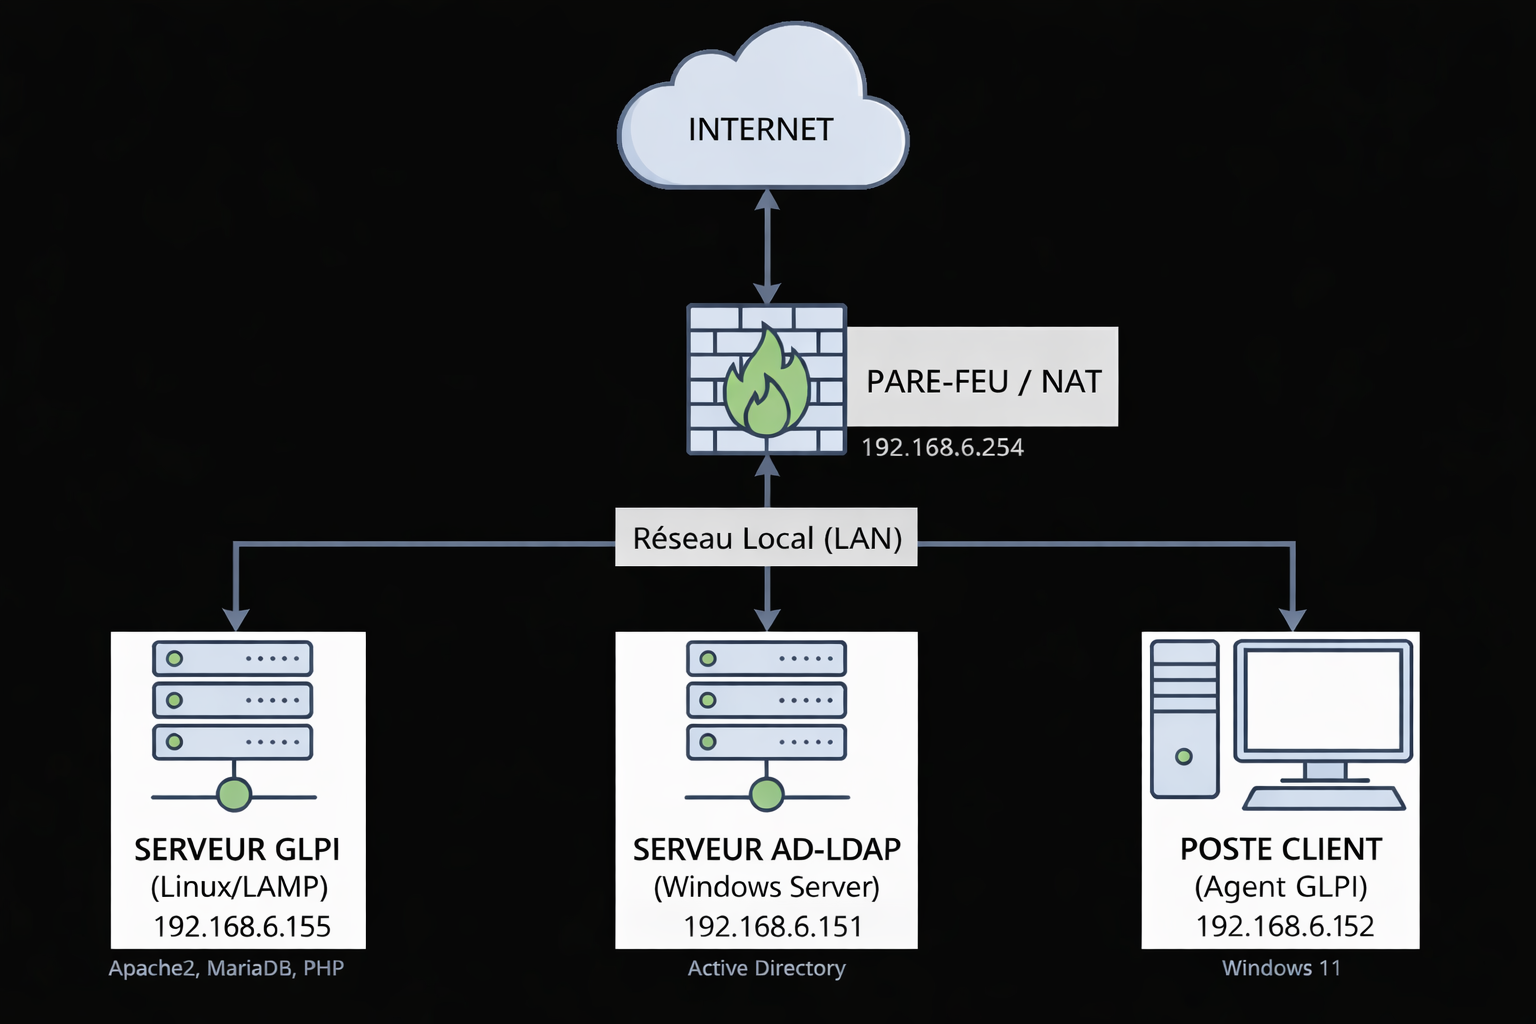 INTERNET
PARE-FEU / NAT
192.168.6.254
Réseau Local (LAN)
SERVEUR GLPI
(Linux/LAMP)
192.168.6.155
Apache2, MariaDB, PHP
SERVEUR AD-LDAP
(Windows Server)
192.168.6.151
Active Directory
POSTE CLIENT
(Agent GLPI)
192.168.6.152
Windows 11